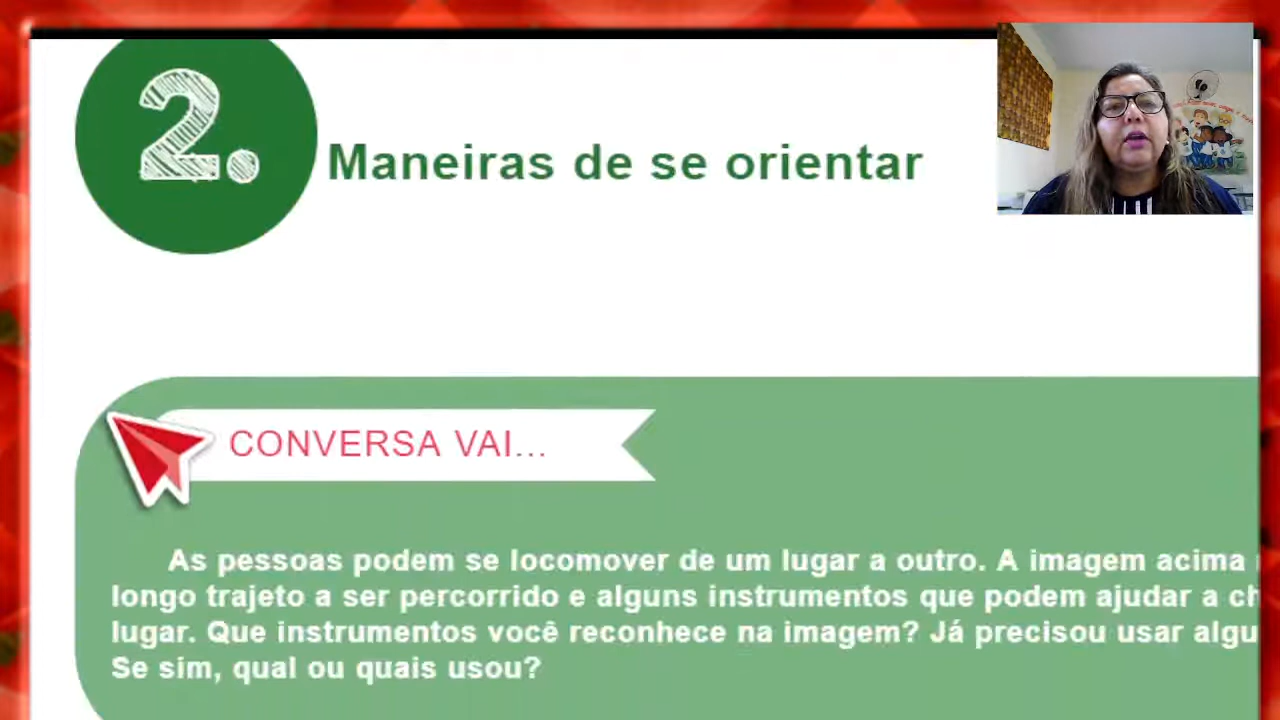 2.
Maneiras de se orientar
CONVERSA VAI...
As pessoas podem se locomover de um lugar a outro. A imagem acima
longo trajeto a ser percorrido e alguns instrumentos que podem ajudar a ch
lugar. Que instrumentos você reconhece na imagem? Já precisou usar algu
Se sim, qual ou quais usou?